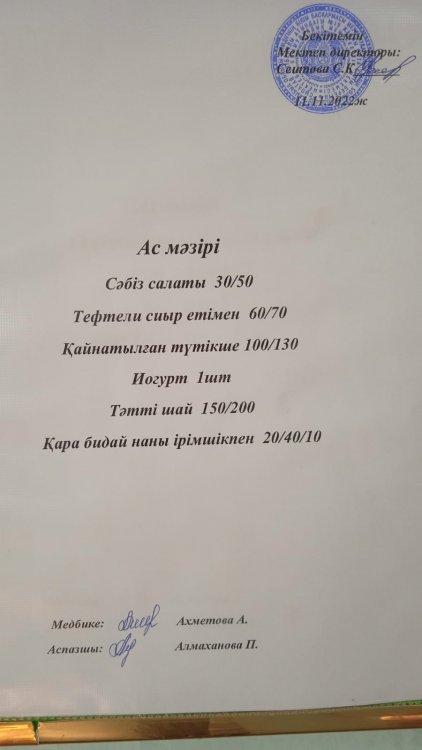 Бекітемін
Мектеп директоры:
Сеитова С.Қ
11.11.2022ж
Ас мәзірі
Сәбіз салаты 30/50
Тефтели сиыр етімен 60/70
Қайнатылған түтікше 100/130
Йогурт 1шт
Тәтті шай 150/200
Қара бидай наны ірімшікпен 20/40/10
Медбике: Ахметова А.
Аспазшы: Алмаханова П.